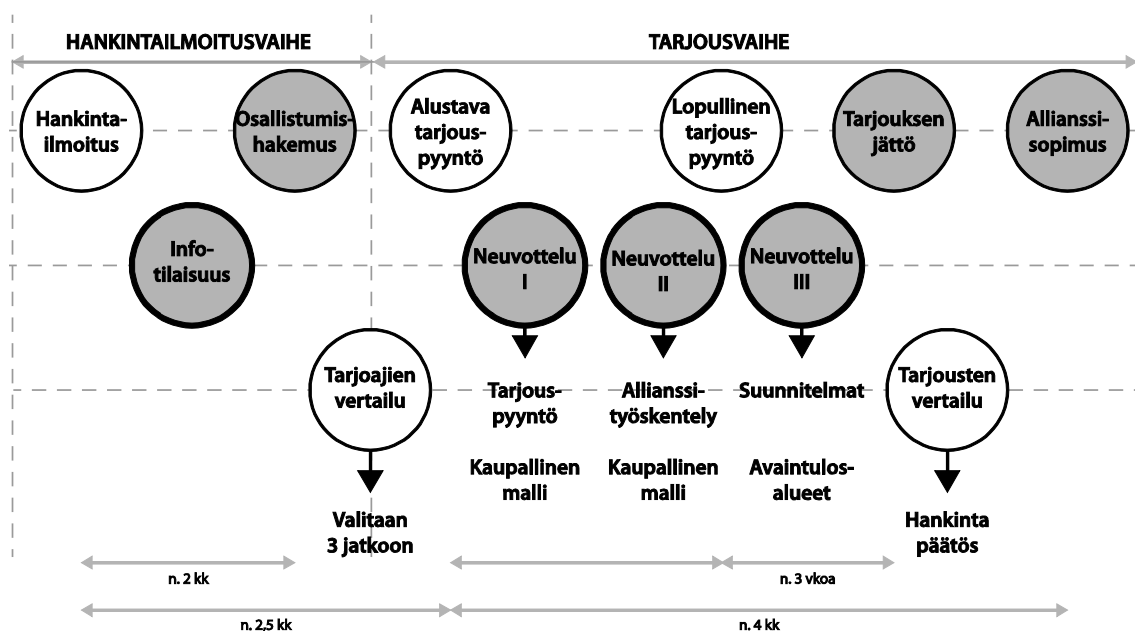 HANKINTAILMOITUSVAIHE
TARJOUSVAIHE
Hankinta-
ilmoitus
Osallistumis-
hakemus
Alustava
tarjous-
pyyntö
Lopullinen
tarjous-
pyyntö
Tarjouksen
jättö
Allianssi-
sopimus
Info-
tilaisuus
Neuvottelu
I
Neuvottelu
II
Neuvottelu
III
Tarjoajien
vertailu
Tarjous-
pyyntö
Allianssi-
työskentely
Suunnitelmat
Tarjousten
vertailu
Kaupallinen
malli
Kaupallinen
malli
Avaintulos-
alueet
Valitaan
3 jatkoon
Hankinta
päätös
n. 2 kk
n. 3 vkoa
n. 2,5 kk
n. 4 kk